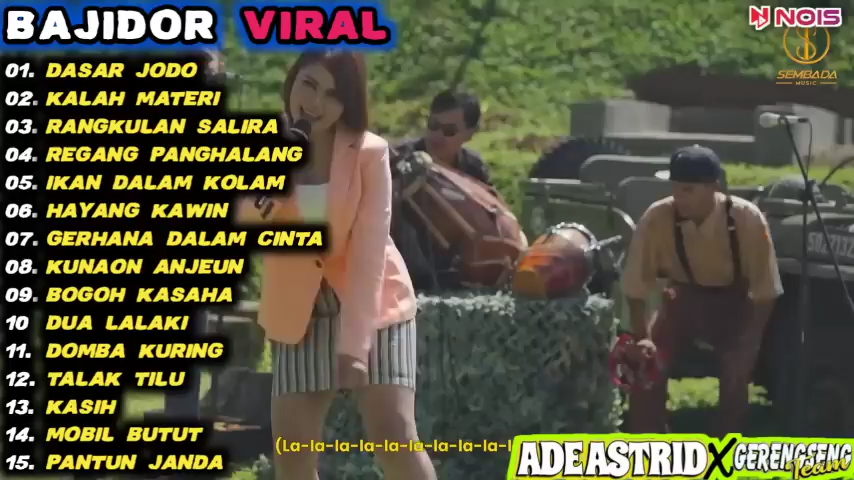 BAJIDOR VIRAL
NOIS
SEMBADA
MUSIC
01. DASAR JODO
02. KALAH MATERI
03. RANGKULAN SALIRA
04. REGANG PANGHALANG
05. IKAN DALAM KOLAM
06. HAYANG KAWIN
07. GERHANA DALAM CINTA
08. KUNAON ANJEUN
09. BOGOH KASAHA
10 DUA LALAKI
11. DOMBA KURING
12. TALAK TILU
13. KASIH
14. MOBIL BUTUT
15. PANTUN JANDA
(La-la-la-la-la-la-la-la-la-l
ADE ASTRID X GERENGSENG
Team